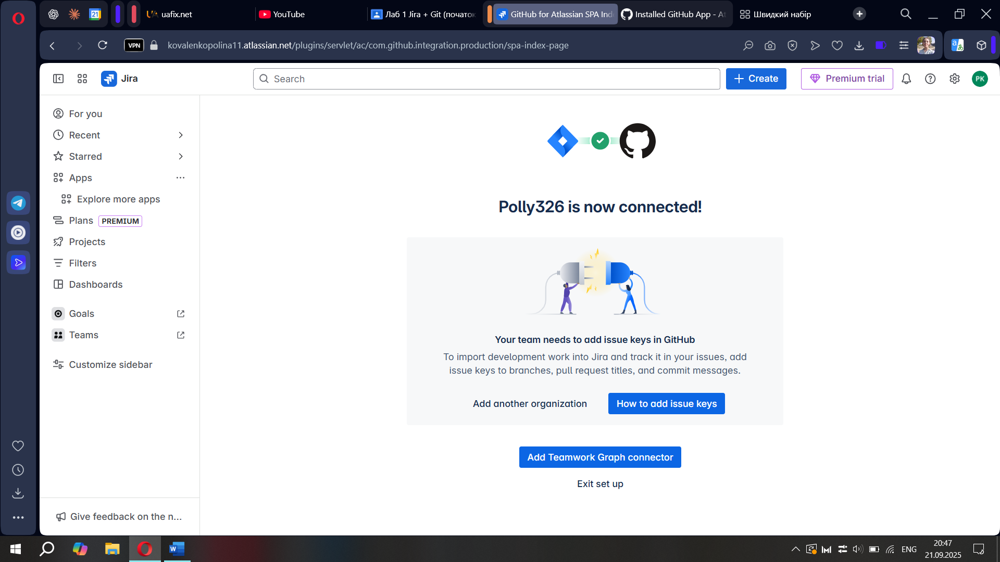 21
uafix.net
YouTube
Лаб 1 Jira + Git (початок
GitHub for Atlassian SPA Ind
Installed GitHub App - At
Швидкий набір
VPN
kovalenkopolina11.atlassian.net/plugins/servlet/ac/com.github.integration.production/spa-index-page
Jira
Search
Create
Premium trial
PK
For you
Recent
Starred
Apps
Explore more apps
Plans PREMIUM
Projects
Filters
Dashboards
Goals
Teams
Customize sidebar
Give feedback on the n...
Polly326 is now connected!
Your team needs to add issue keys in GitHub
To import development work into Jira and track it in your issues, add
issue keys to branches, pull request titles, and commit messages.
Add another organization
How to add issue keys
Add Teamwork Graph connector
Exit set up
ENG
20:47
21.09.2025